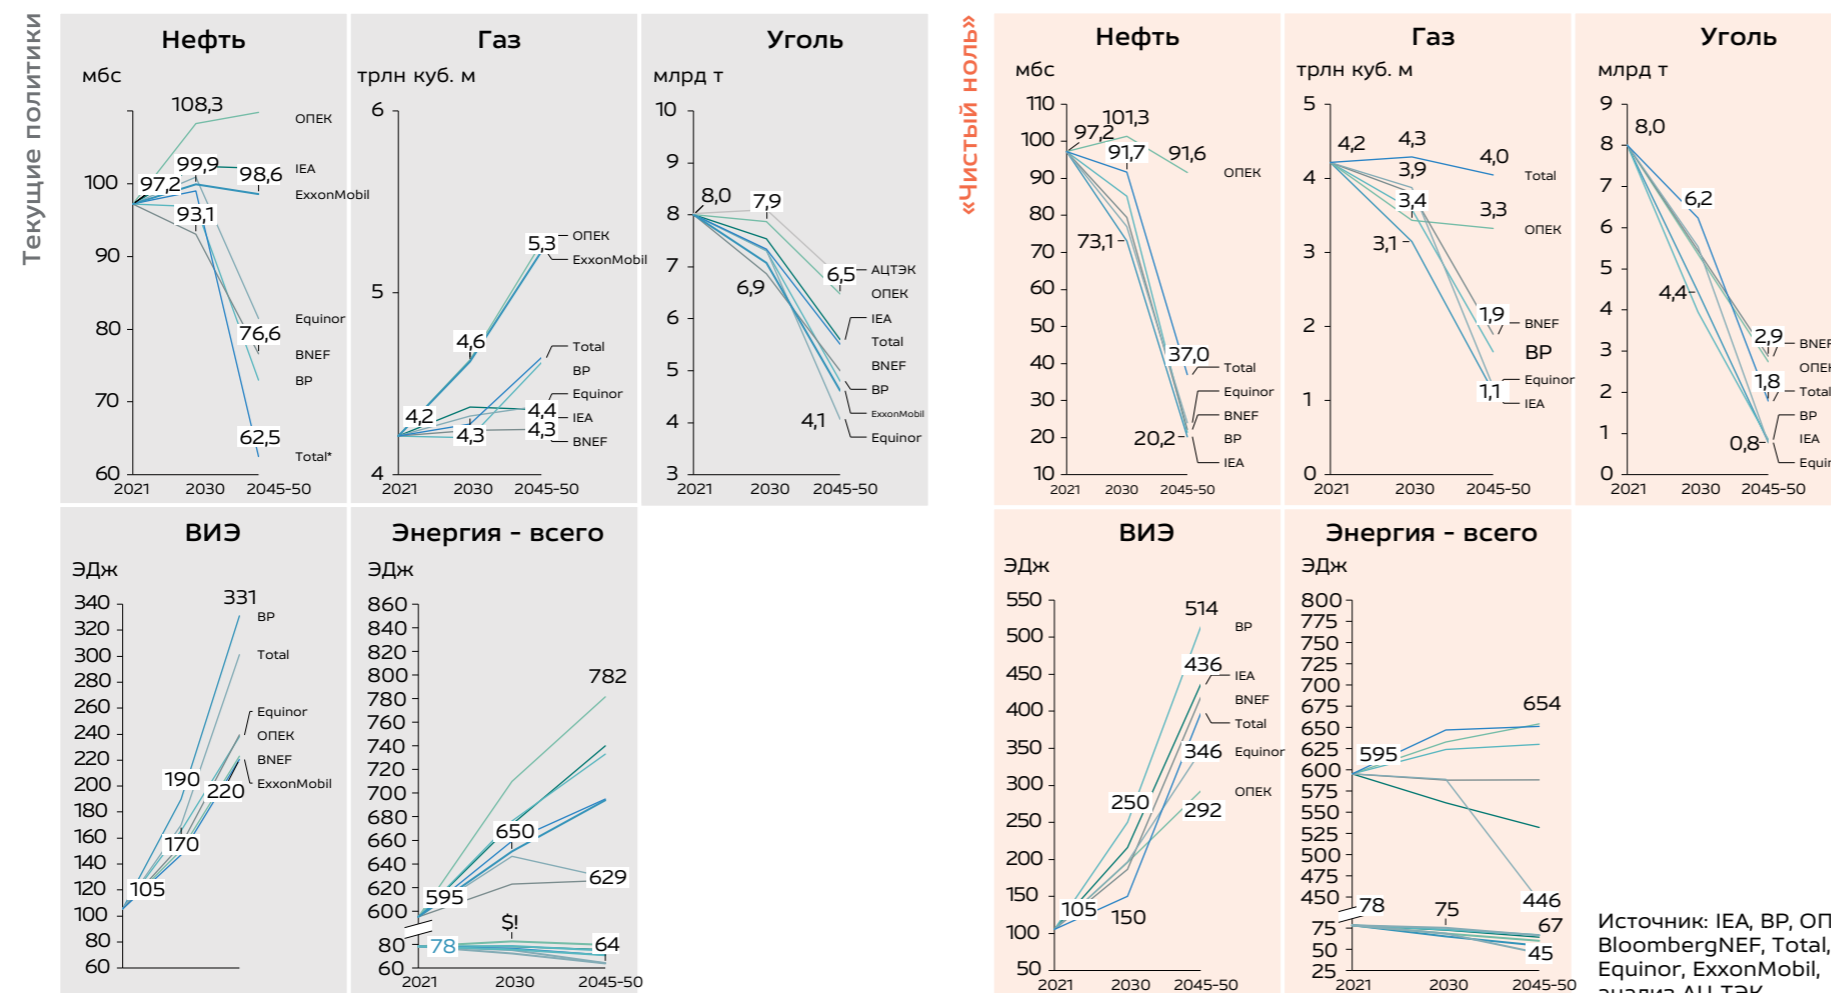 Текущие политики
Нефть
мбс
100
90
80
70
60
108,3
99,9
97,2
93,1
98,6
76,6
62,5
ОПЕК
IEA
ExxonMobil
Equinor
BNEF
BP
Total*
2021 2030 2045-50
Газ
трлн куб. м
6
5
4
5,3
4,6
4,2
4,3
4,4
4,3
ОПЕК
ExxonMobil
Total
BP
Equinor
IEA
BNEF
2021 2030 2045-50
Уголь
млрд т
10
9
8
7
6
5
4
3
8,0
7,9
6,9
6,5
4,1
АЦТЭК
ОПЕК
IEA
Total
BNEF
BP
ExxonMobil
Equinor
2021 2030 2045-50
ВИЭ
ЭДж
340
320
300
280
260
240
220
200
180
160
140
120
100
80
60
331
190
220
170
105
BP
Total
Equinor
ОПЕК
BNEF
ExxonMobil
Энергия - всего
ЭДж
860
840
820
800
780
760
740
720
700
680
660
640
620
600
80
60
782
650
629
595
$!
78
64
2021 2030 2045-50
«Чистый ноль»
Нефть
мбс
110
100
90
80
70
60
50
40
30
20
10
97,2
101,3
91,7
91,6
73,1
37,0
20,2
ОПЕК
Total
Equinor
BNEF
BP
IEA
2021 2030 2045-50
Газ
трлн куб. м
5
4
3
2
1
0
4,2
4,3
3,9
3,4
3,1
4,0
3,3
1,9
1,1
Total
ОПЕК
BNEF
BP
Equinor
IEA
2021 2030 2045-50
Уголь
млрд т
9
8
7
6
5
4
3
2
1
0
8,0
6,2
4,4
2,9
1,8
0,8
BNEF
ОПЕК
Total
BP
IEA
Equin
2021 2030 2045-50
ВИЭ
ЭДж
550
500
450
400
350
300
250
200
150
100
50
514
436
346
292
250
150
105
BP
IEA
BNEF
Total
Equinor
ОПЕК
2021 2030 2045-50
Энергия - всего
ЭДж
800
775
750
725
700
675
650
625
600
575
550
525
500
475
450
75
50
25
654
595
446
78
75
67
45
2021 2030 2045-50
Источник: IEA, BP, ОП
BloombergNEF, Total,
Equinor, ExxonMobil,
анализ АЦ ТЭК